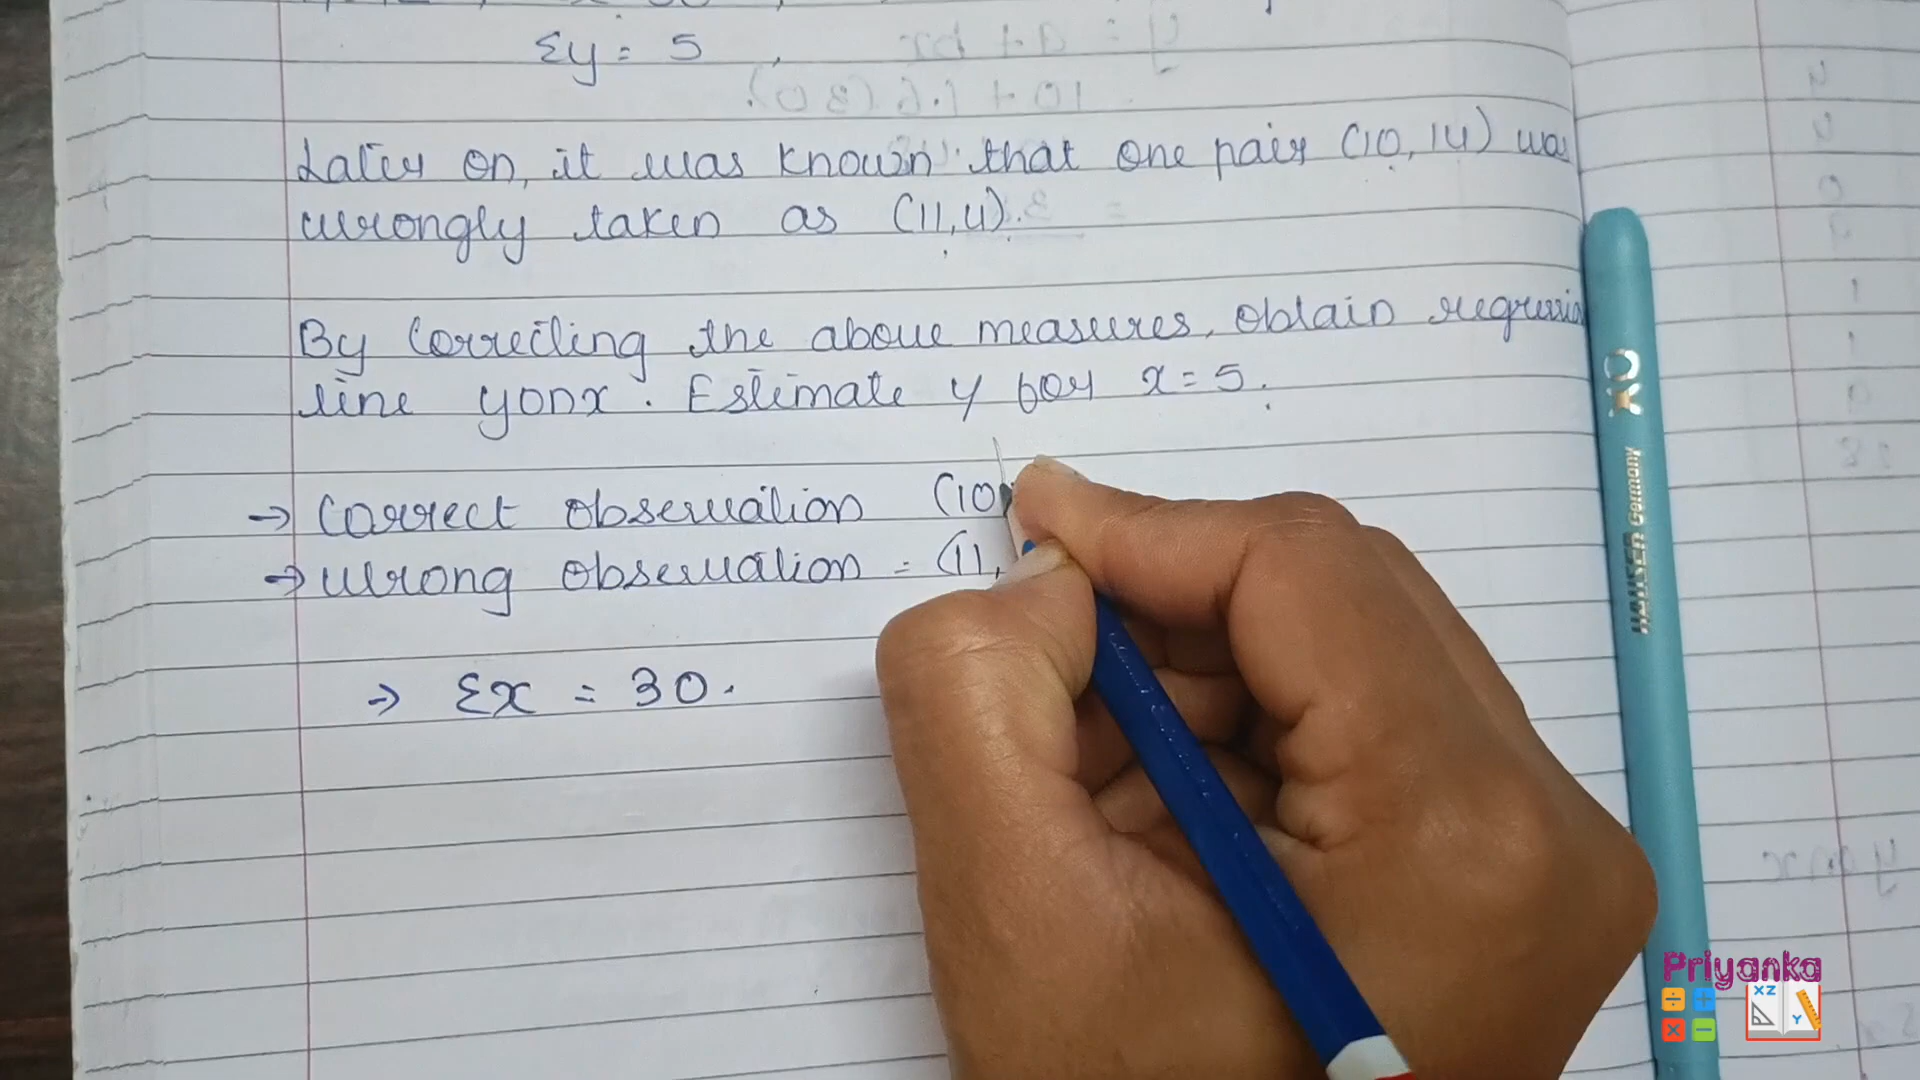 Σy = 5 ,
Later on, it was known that one pair (10, 14) was
wrongly taken as (11,4).
By Correcting the above measures, obtain regression
line y on x. Estimate y for x = 5.
→ Correct observation (10,
→ Wrong observation = (11,
→ Σx = 30.
XO
HAUSER Germany
Priyanka
XZ
Y